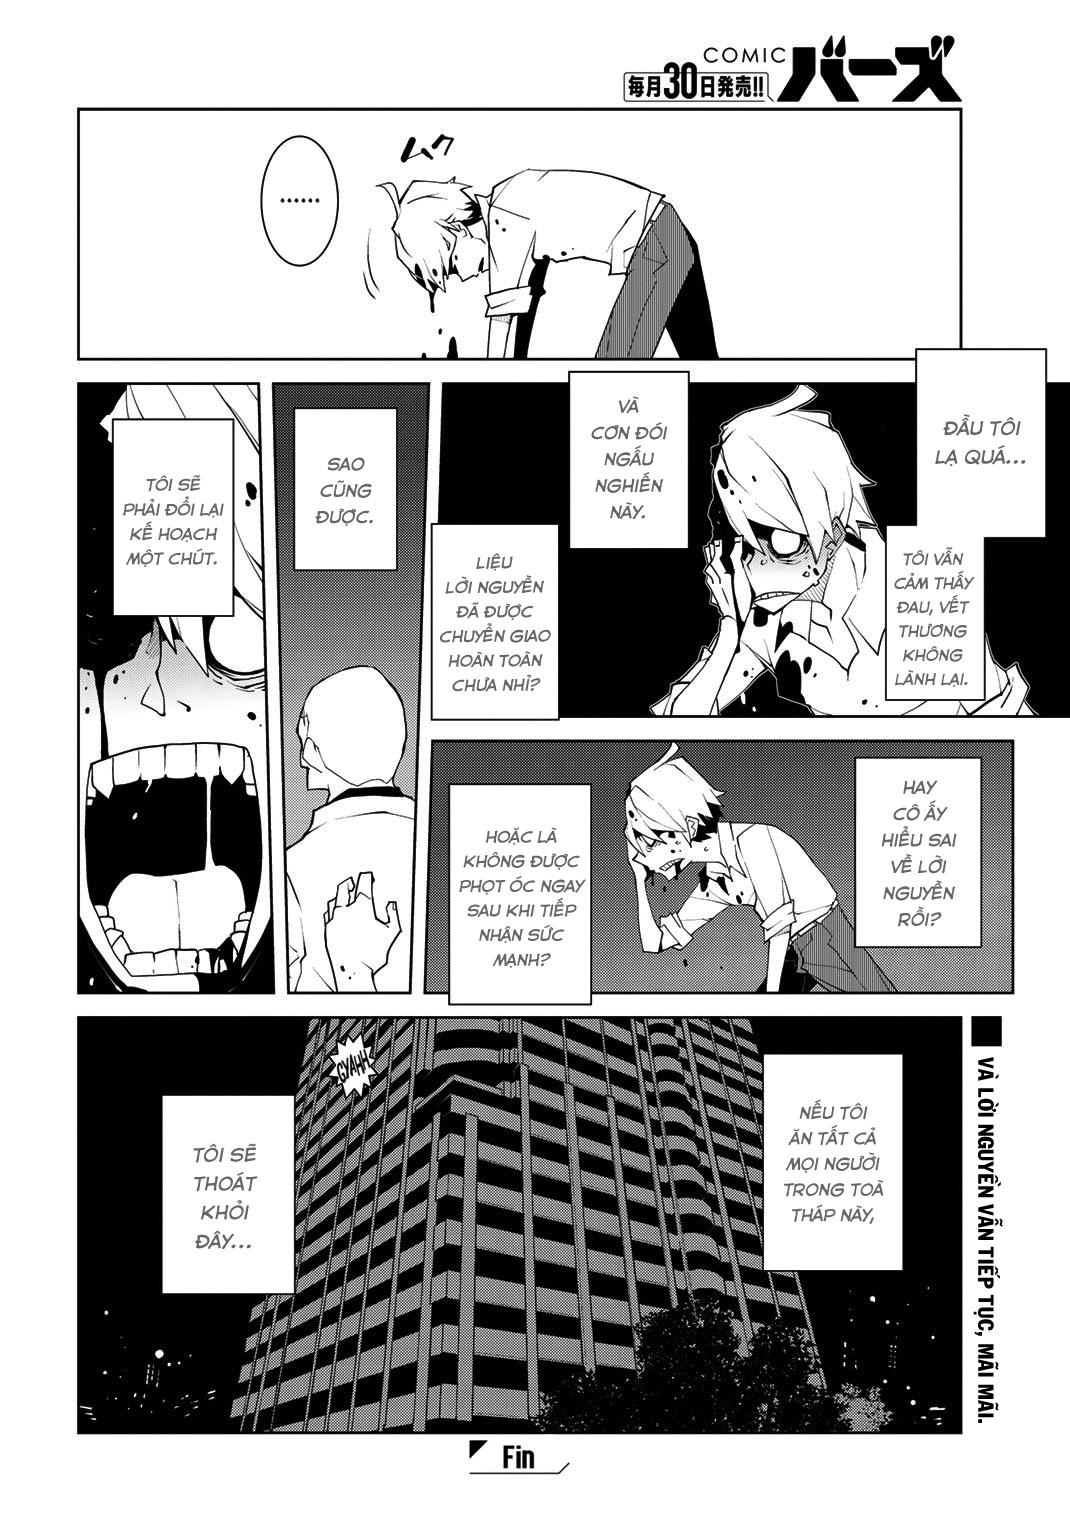 COMIC バーズ
毎月30日発売!!
ムク
......
ĐẦU TÔI
LẠ QUÁ...
TÔI VẪN
CẢM THẤY
ĐAU, VẾT
THƯƠNG
KHÔNG
LÀNH LẠI.
VÀ
CƠN ĐÓI
NGẤU
NGHIẾN
NÀY.
LIỆU
LỜI NGUYỀN
ĐÃ ĐƯỢC
CHUYỂN GIAO
HOÀN TOÀN
CHƯA NHỈ?
HAY
CÔ ẤY
HIỂU SAI
VỀ LỜI
NGUYỀN
RỒI?
HOẶC LÀ
KHÔNG ĐƯỢC
PHỌT ÓC NGAY
SAU KHI TIẾP
NHẬN SỨC
MẠNH?
SAO
CŨNG
ĐƯỢC.
TÔI SẼ
PHẢI ĐỔI LẠI
KẾ HOẠCH
MỘT CHÚT.
NẾU TÔI
ĂN TẤT CẢ
MỌI NGƯỜI
TRONG TOÀ
THÁP NÀY,
GYAHH
TÔI SẼ
THOÁT
KHỎI
ĐÂY...
VÀ LỜI NGUYỀN VẪN TIẾP TỤC, MÃI MÃI.
Fin